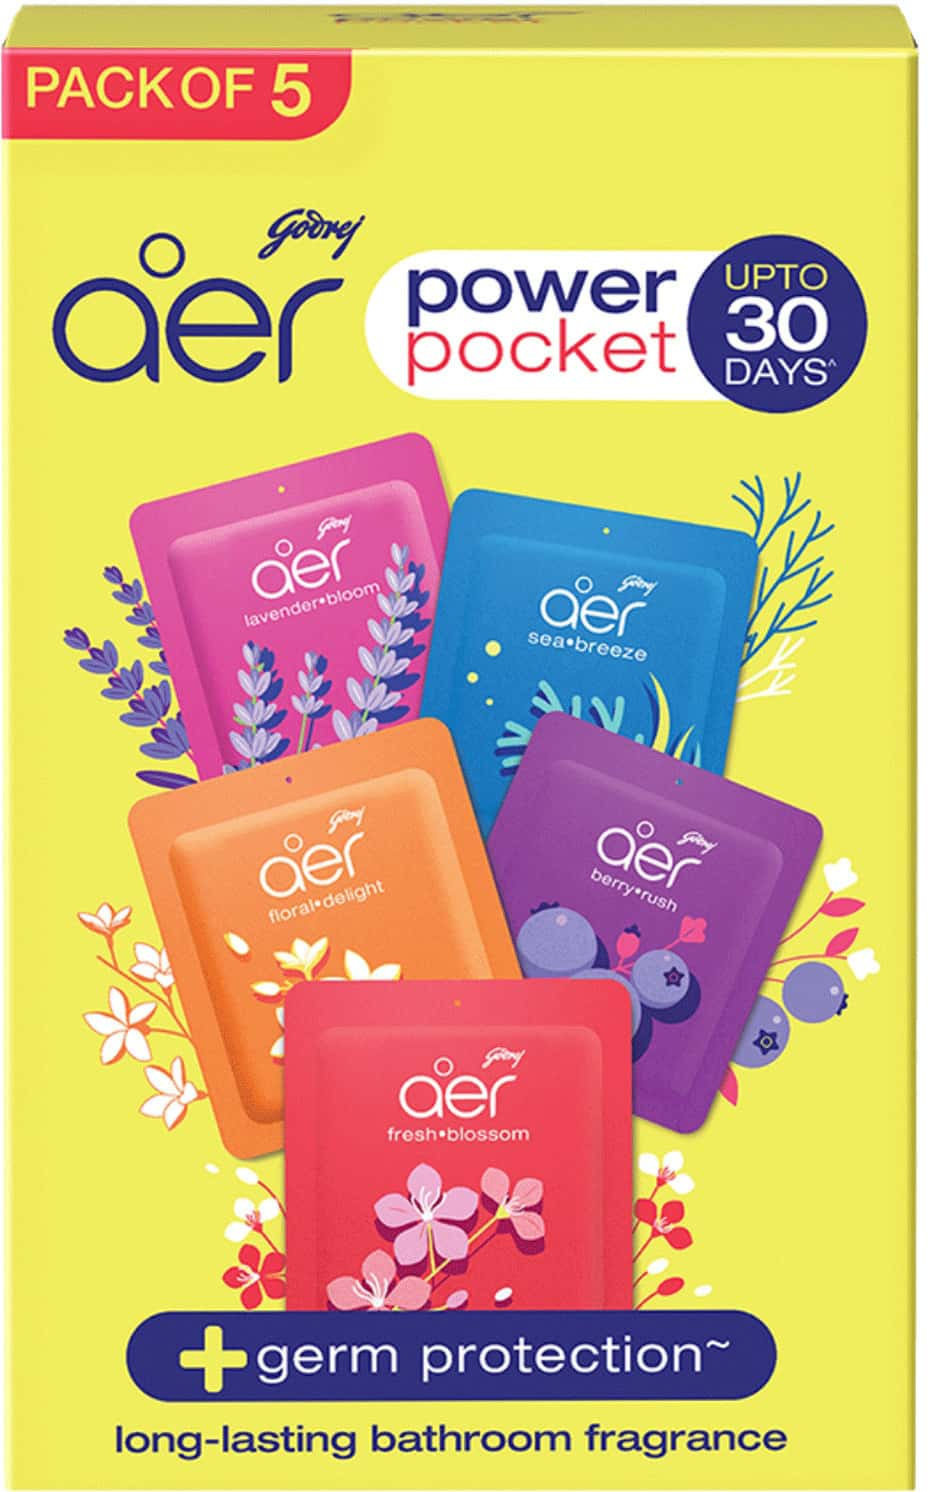 PACK OF 5
Godrej
aer
power
pocket
UPTO
30
DAYS^
Godrej
aer
lavender•bloom
Godrej
aer
sea•breeze
Godrej
aer
floral•delight
Godrej
aer
berry•rush
Godrej
aer
fresh•blossom
+germ protection~
long-lasting bathroom fragrance